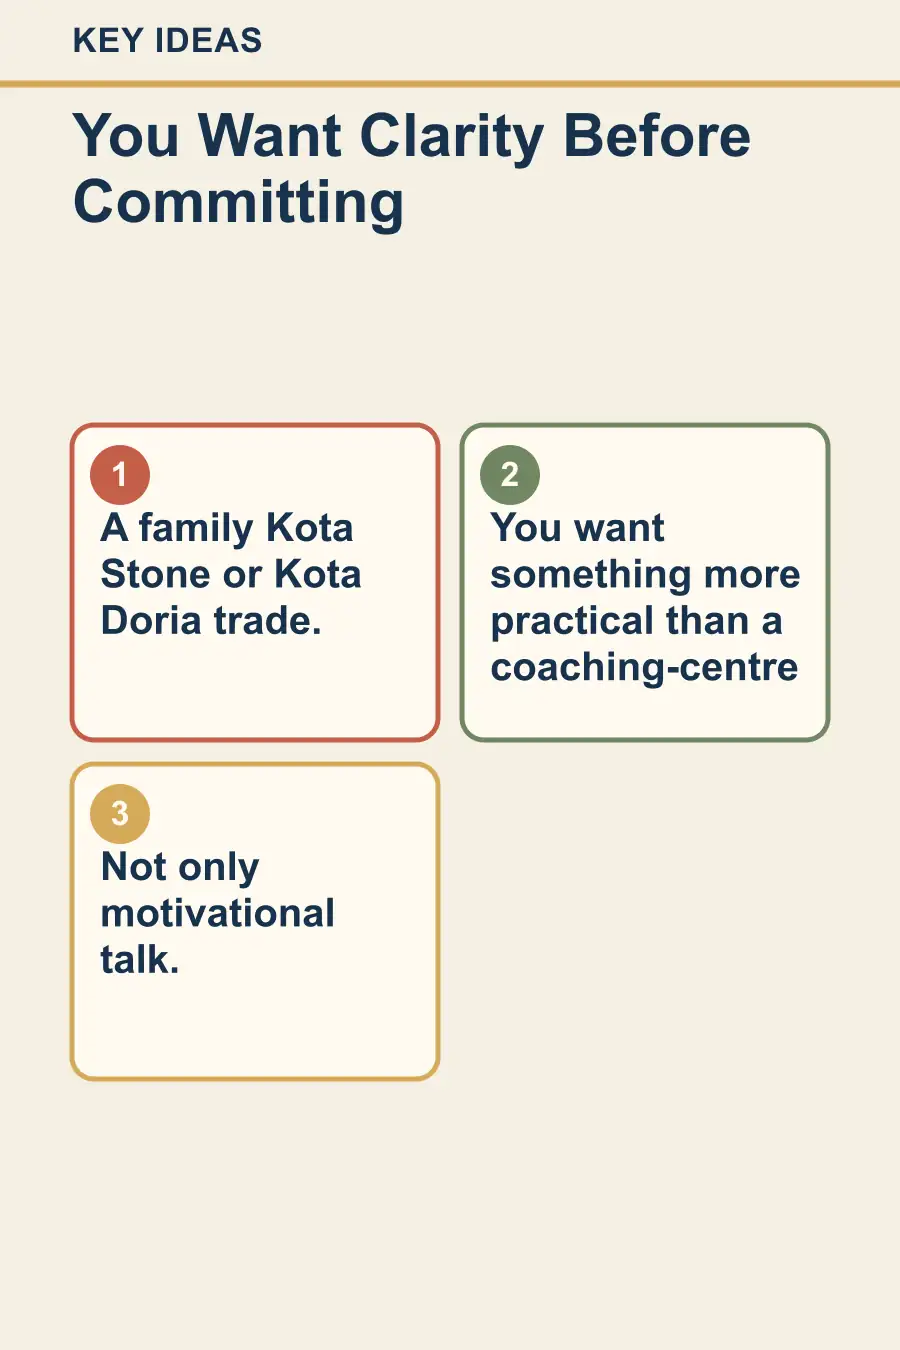 KEY IDEAS
You Want Clarity Before
Committing
1
A family Kota
Stone or Kota
Doria trade.
2
You want
something more
practical than a
coaching-centre
3
Not only
motivational
talk.